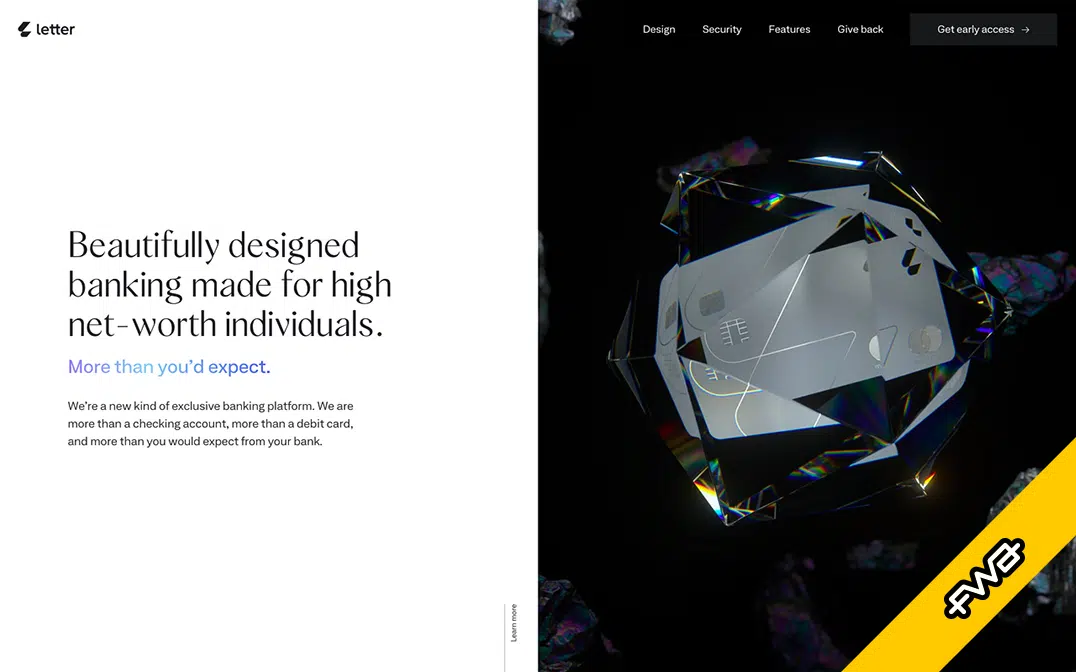 letter
Design Security Features Give back Get early access →
Beautifully designed
banking made for high
net-worth individuals.
More than you’d expect.
We’re a new kind of exclusive banking platform. We are
more than a checking account, more than a debit card,
and more than you would expect from your bank.
Learn more
fwa